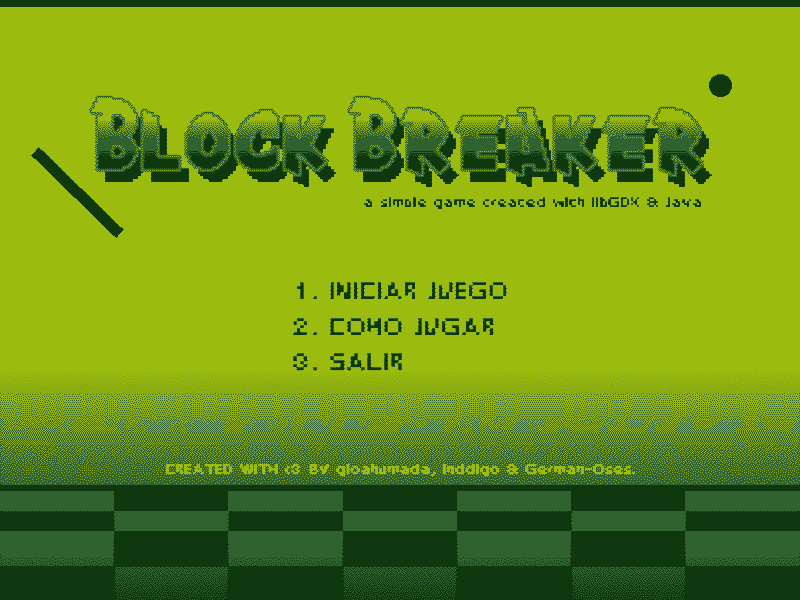 BLOCK BREAKER
a simple game created with libGDX & Java
1. INICIAR JUEGO
2. COMO JUGAR
3. SALIR
CREATED WITH <3 BY gloahumada, Inddigo & German-Oses.